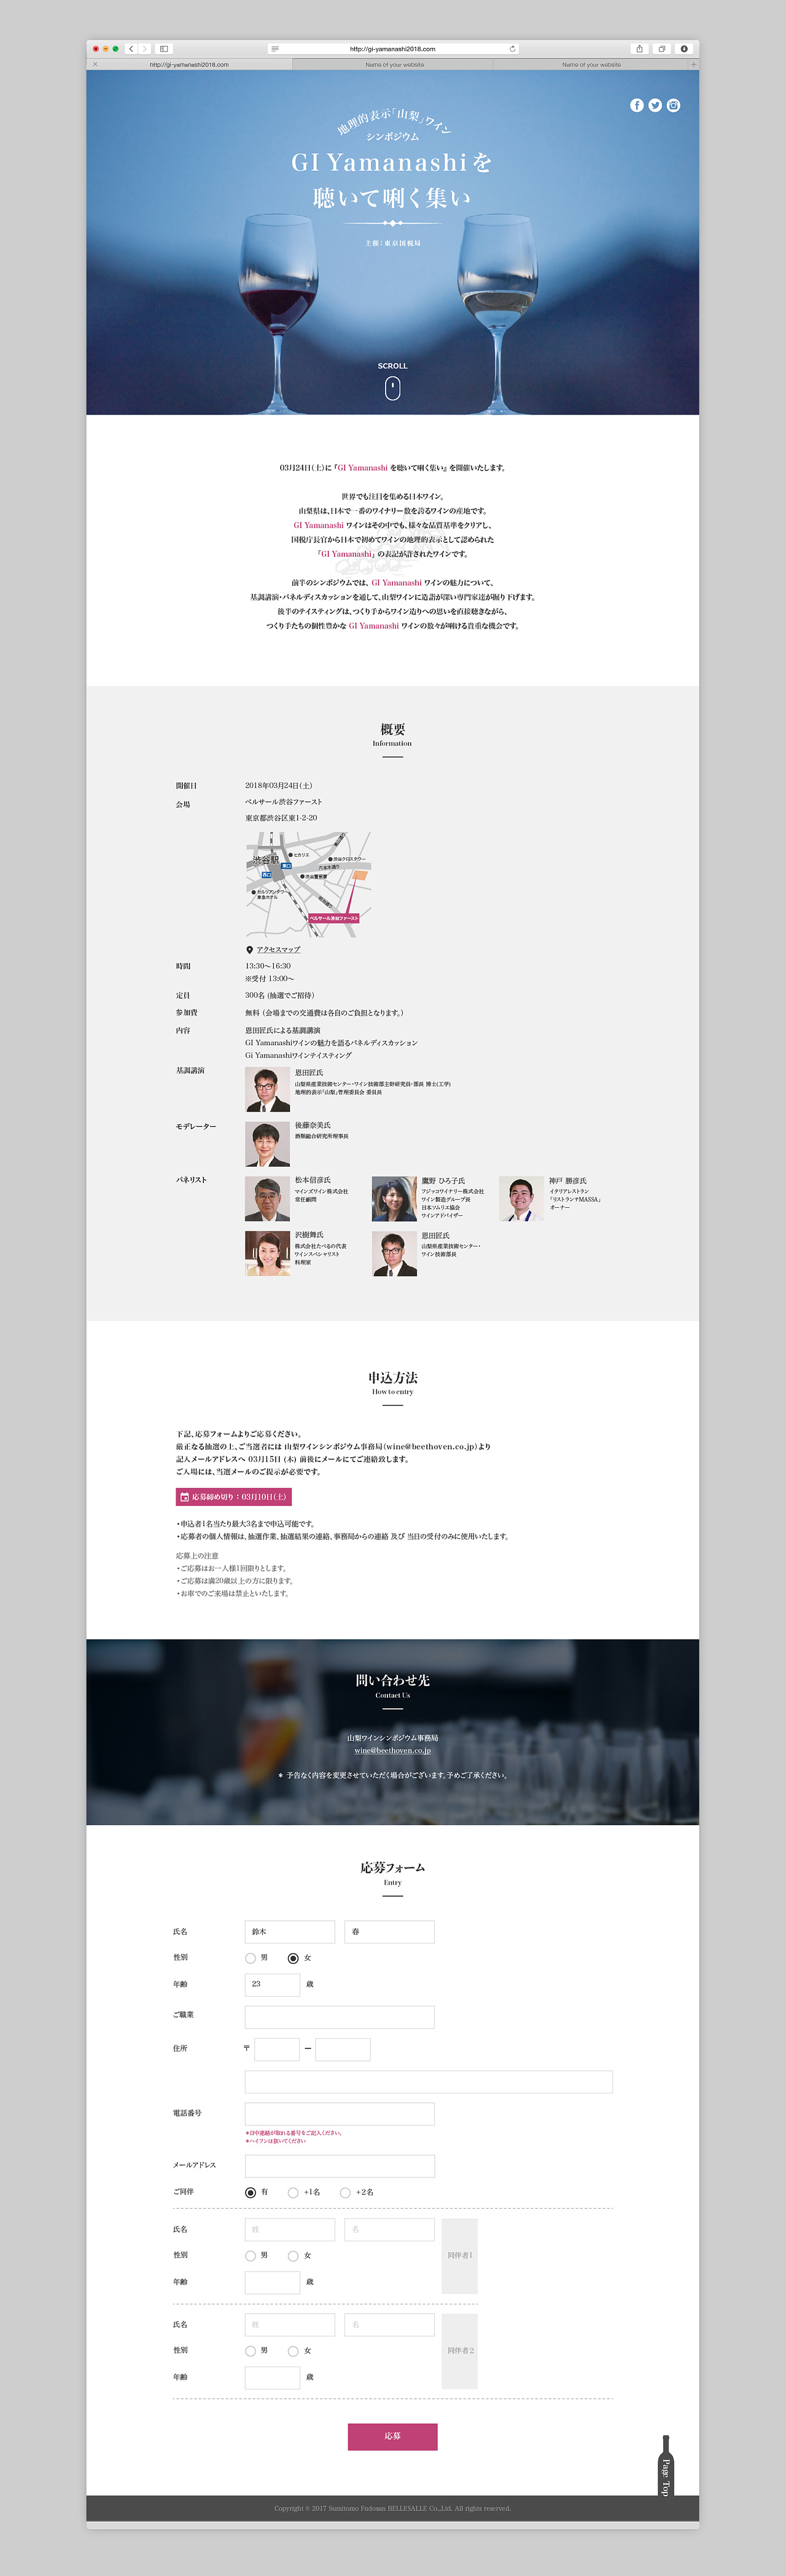 http://gi-yamanashi2018.com
http://gi-yamanashi2018.com
Name of your website
Name of your website
地理的表示「山梨」ワイン
シンポジウム
GI Yamanashiを
聴いて唎く集い
主催：東京国税局
SCROLL
03月24日（土）に『GI Yamanashi を聴いて唎く集い』を開催いたします。
世界でも注目を集める日本ワイン。
山梨県は、日本で一番のワイナリー数を誇るワインの産地です。
GI Yamanashi ワインはその中でも、様々な品質基準をクリアし、
国税庁長官から日本で初めてワインの地理的表示として認められた
「GI Yamanashi」の表記が許されたワインです。
前半のシンポジウムでは、GI Yamanashi ワインの魅力について、
基調講演・パネルディスカッションを通して、山梨ワインに造詣が深い専門家達が掘り下げます。
後半のテイスティングは、つくり手からワイン造りへの思いを直接聴きながら、
つくり手たちの個性豊かな GI Yamanashi ワインの数々が唎ける貴重な機会です。
概要
Information
開催日 2018年03月24日（土）
会場 ベルサール渋谷ファースト
東京都渋谷区東1-2-20
渋谷駅
ヒカリエ
渋谷クロスタワー
六本木通り
渋谷警察署
セルリアンタワー
東急ホテル
明治通り
ベルサール渋谷ファースト
アクセスマップ
時間 13:30〜16:30
※受付 13:00〜
定員 300名 (抽選でご招待)
参加費 無料（会場までの交通費は各自のご負担となります。）
内容 恩田匠氏による基調講演
GI Yamanashiワインの魅力を語るパネルディスカッション
Gi Yamanashiワインテイスティング
基調講演 恩田匠氏
山梨県産業技術センター・ワイン技術部主幹研究員・部長 博士(工学)
地理的表示「山梨」管理委員会 委員長
モデレーター 後藤奈美氏
酒類総合研究所理事長
パネリスト 松本信彦氏
マインズワイン株式会社
常任顧問
鷹野 ひろ子氏
フジッコワイナリー株式会社
ワイン製造グループ長
日本ソムリエ協会
ワインアドバイザー
神戸 勝彦氏
イタリアレストラン
「リストランテMASSA」
オーナー
沢樹舞氏
株式会社たべるの代表
ワインスペシャリスト
料理家
恩田匠氏
山梨県産業技術センター・
ワイン技術部長
申込方法
How to entry
下記、応募フォームよりご応募ください。
厳正なる抽選の上、ご当選者には 山梨ワインシンポジウム事務局（wine@beethoven.co.jp）より
記入メールアドレスへ 03月15日 (木) 前後にメールにてご連絡致します。
ご入場には、当選メールのご提示が必要です。
応募締め切り：03月10日（土）
・申込者1名当たり最大3名まで申込可能です。
・応募者の個人情報は、抽選作業、抽選結果の連絡、事務局からの連絡 及び 当日の受付のみに使用いたします。
応募上の注意
・ご応募はお一人様1回限りとします。
・ご応募は満20歳以上の方に限ります。
・お車でのご来場は禁止といたします。
問い合わせ先
Contact Us
山梨ワインシンポジウム事務局
wine@beethoven.co.jp
＊ 予告なく内容を変更させていただく場合がございます。予めご了承ください。
応募フォーム
Entry
氏名 鈴木 春
性別 男 女
年齢 23 歳
ご職業
住所 〒 ー
電話番号
＊日中連絡が取れる番号をご記入ください。
＊ハイフンは抜いてください
メールアドレス
ご同伴 有 +1名 +2名
氏名 姓 名
性別 男 女
同伴者1
年齢 歳
氏名 姓 名
性別 男 女
同伴者2
年齢 歳
応募
Page Top
Copyright © 2017 Sumitomo Fudosan BELLESALLE Co.,Ltd. All rights reserved.